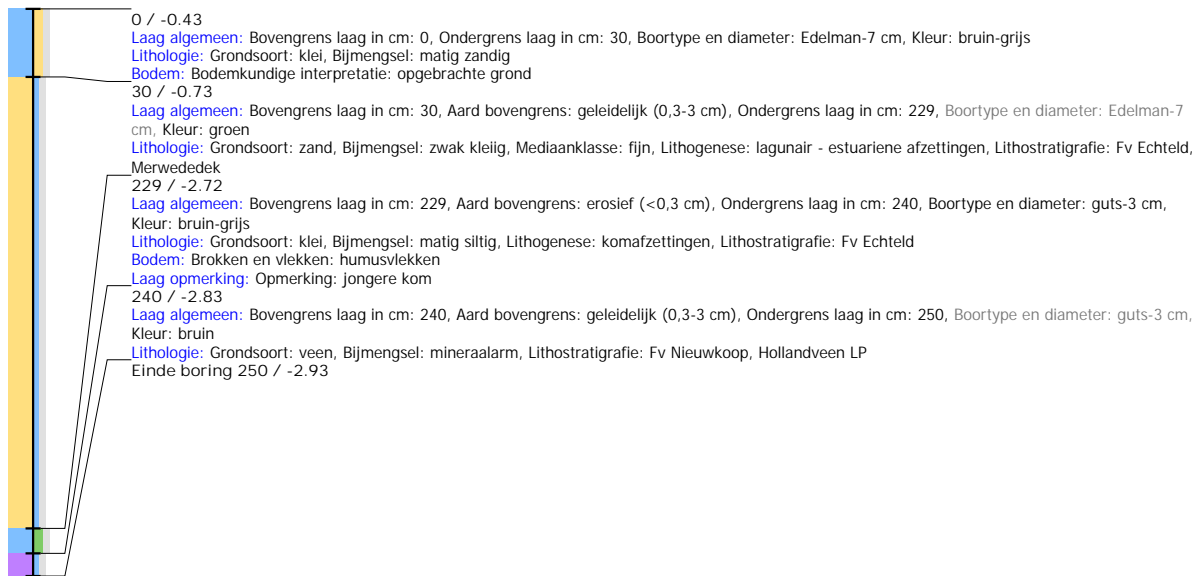 0 / -0.43
Laag algemeen: Bovengrens laag in cm: 0, Ondergrens laag in cm: 30, Boortype en diameter: Edelman-7 cm, Kleur: bruin-grijs
Lithologie: Grondsoort: klei, Bijmengsel: matig zandig
Bodem: Bodemkundige interpretatie: opgebrachte grond
30 / -0.73
Laag algemeen: Bovengrens laag in cm: 30, Aard bovengrens: geleidelijk (0,3-3 cm), Ondergrens laag in cm: 229, Boortype en diameter: Edelman-7
cm, Kleur: groen
Lithologie: Grondsoort: zand, Bijmengsel: zwak kleiig, Mediaanklasse: fijn, Lithogenese: lagunair - estuariene afzettingen, Lithostratigrafie: Fv Echteld,
Merwededek
229 / -2.72
Laag algemeen: Bovengrens laag in cm: 229, Aard bovengrens: erosief (<0,3 cm), Ondergrens laag in cm: 240, Boortype en diameter: guts-3 cm,
Kleur: bruin-grijs
Lithologie: Grondsoort: klei, Bijmengsel: matig siltig, Lithogenese: komafzettingen, Lithostratigrafie: Fv Echteld
Bodem: Brokken en vlekken: humusvlekken
Laag opmerking: Opmerking: jongere kom
240 / -2.83
Laag algemeen: Bovengrens laag in cm: 240, Aard bovengrens: geleidelijk (0,3-3 cm), Ondergrens laag in cm: 250, Boortype en diameter: guts-3 cm,
Kleur: bruin
Lithologie: Grondsoort: veen, Bijmengsel: mineraalarm, Lithostratigrafie: Fv Nieuwkoop, Hollandveen LP
Einde boring 250 / -2.93